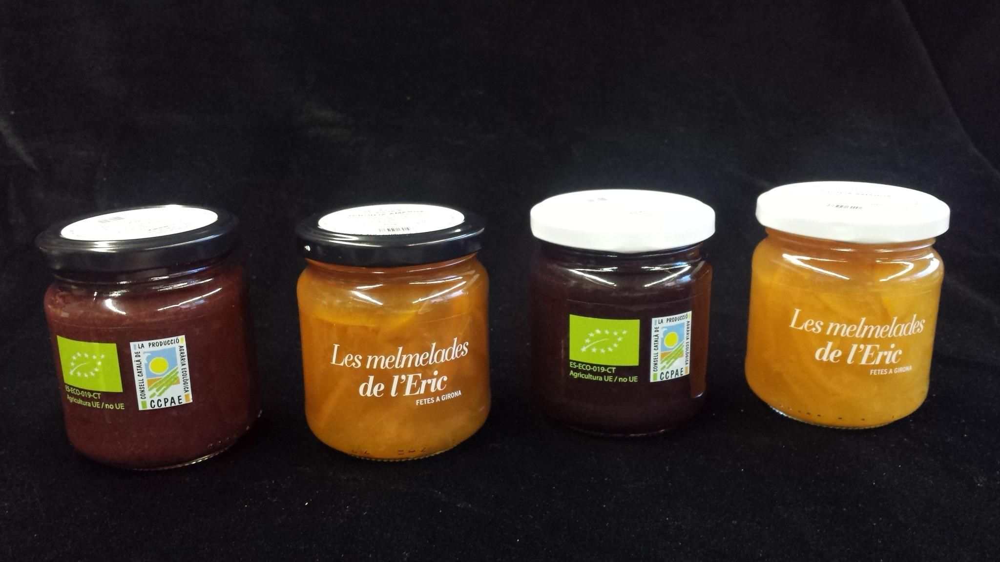 ES-ECO-019-CT
Agricultura UE / no UE
CONSELL CATALÀ DE
LA PRODUCCIÓ
AGRÀRIA ECOLÒGICA
CCPAE
Les melmelades
de l'Eric
FETES A GIRONA
ES-ECO-019-CT
Agricultura UE / no UE
CONSELL CATALÀ DE
LA PRODUCCIÓ
AGRÀRIA ECOLÒGICA
CCPAE
Les melmelades
de l'Eric
FETES A GIRONA